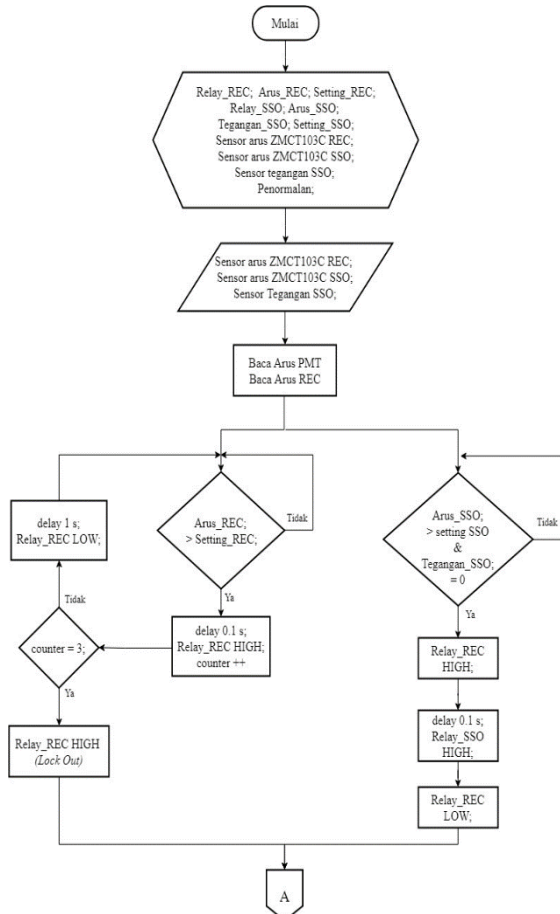 Mulai
Relay_REC; Arus_REC; Setting_REC;
Relay_SSO; Arus_SSO;
Tegangan_SSO; Setting_SSO;
Sensor arus ZMCT103C REC;
Sensor arus ZMCT103C SSO;
Sensor tegangan SSO;
Penormalan;
Sensor arus ZMCT103C REC;
Sensor arus ZMCT103C SSO;
Sensor Tegangan SSO;
Baca Arus PMT
Baca Arus REC
delay 1 s;
Relay_REC LOW;
Tidak
counter = 3;
Ya
Relay_REC HIGH
(Lock Out)
Arus_REC;
> Setting_REC;
Tidak
Ya
delay 0.1 s;
Relay_REC HIGH;
counter ++
Arus_SSO;
> setting SSO
&
Tegangan_SSO;
= 0
Tidak
Ya
Relay_REC
HIGH;
delay 0.1 s;
Relay_SSO
HIGH;
Relay_REC
LOW;
A